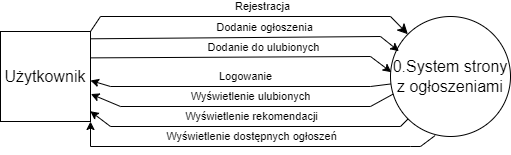 Rejestracja
Dodanie ogłoszenia
Dodanie do ulubionych
Użytkownik
Logowanie
0.System strony
z ogłoszeniami
Wyświetlenie ulubionych
Wyświetlenie rekomendacji
Wyświetlenie dostępnych ogłoszeń